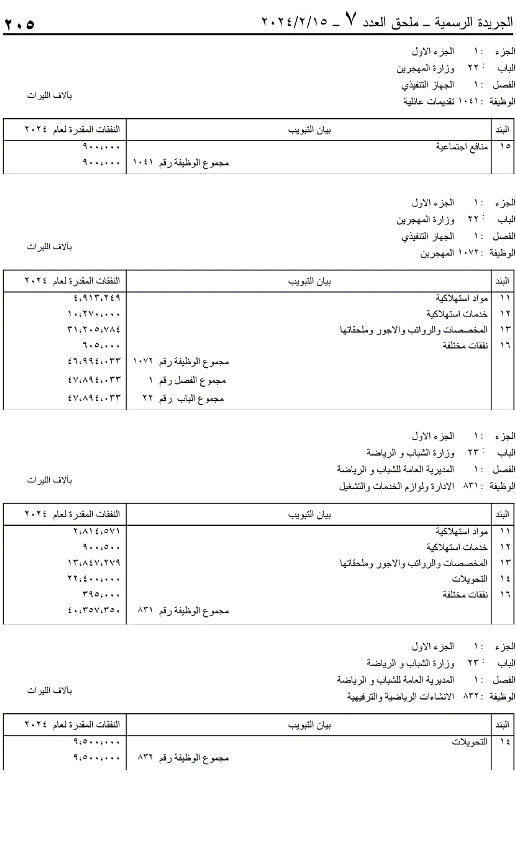 الجريدة الرسمية ــ ملحق العدد ٧ ــ ٢٠٢٤/٢/١٥ ٢٠٥
الجزء : ١ الجزء الاول
الباب : ٢٢ وزارة المهجرين
الفصل : ١ الجهاز التنفيذي
الوظيفة : ١٠٤١ تقديمات عائلية بآلاف الليرات
البند بيان التبويب النفقات المقدرة لعام ٢٠٢٤
١٥ منافع اجتماعية ٩٠٠،٠٠٠
مجموع الوظيفة رقم ١٠٤١ ٩٠٠،٠٠٠
الجزء : ١ الجزء الاول
الباب : ٢٢ وزارة المهجرين
الفصل : ١ الجهاز التنفيذي
الوظيفة : ١٠٧٢ المهجرين بآلاف الليرات
البند بيان التبويب النفقات المقدرة لعام ٢٠٢٤
١١ مواد استهلاكية ٤،٩١٣،٢٤٩
١٢ خدمات استهلاكية ١٠،٢٧٠،٠٠٠
١٣ المخصصات والرواتب والاجور وملحقاتها ٣١،٢٠٥،٧٨٤
١٦ نفقات مختلفة ٦٠٥،٠٠٠
مجموع الوظيفة رقم ١٠٧٢ ٤٦،٩٩٤،٠٣٣
مجموع الفصل رقم ١ ٤٧،٨٩٤،٠٣٣
مجموع الباب رقم ٢٢ ٤٧،٨٩٤،٠٣٣
الجزء : ١ الجزء الاول
الباب : ٢٣ وزارة الشباب و الرياضة
الفصل : ١ المديرية العامة للشباب و الرياضة
الوظيفة : ٨٣١ الادارة ولوازم الخدمات والتشغيل بآلاف الليرات
البند بيان التبويب النفقات المقدرة لعام ٢٠٢٤
١١ مواد استهلاكية ٢،٨١٤،٥٧١
١٢ خدمات استهلاكية ٩٠٠،٥٠٠
١٣ المخصصات والرواتب والاجور وملحقاتها ١٣،٨٤٧،٢٧٩
١٤ التحويلات ٢٢،٤٠٠،٠٠٠
١٦ نفقات مختلفة ٣٩٥،٠٠٠
مجموع الوظيفة رقم ٨٣١ ٤٠،٣٥٧،٣٥٠
الجزء : ١ الجزء الاول
الباب : ٢٣ وزارة الشباب و الرياضة
الفصل : ١ المديرية العامة للشباب و الرياضة
الوظيفة : ٨٣٢ الانشاءات الرياضية والترفيهية بآلاف الليرات
البند بيان التبويب النفقات المقدرة لعام ٢٠٢٤
١٤ التحويلات ٩،٥٠٠،٠٠٠
مجموع الوظيفة رقم ٨٣٢ ٩،٥٠٠،٠٠٠